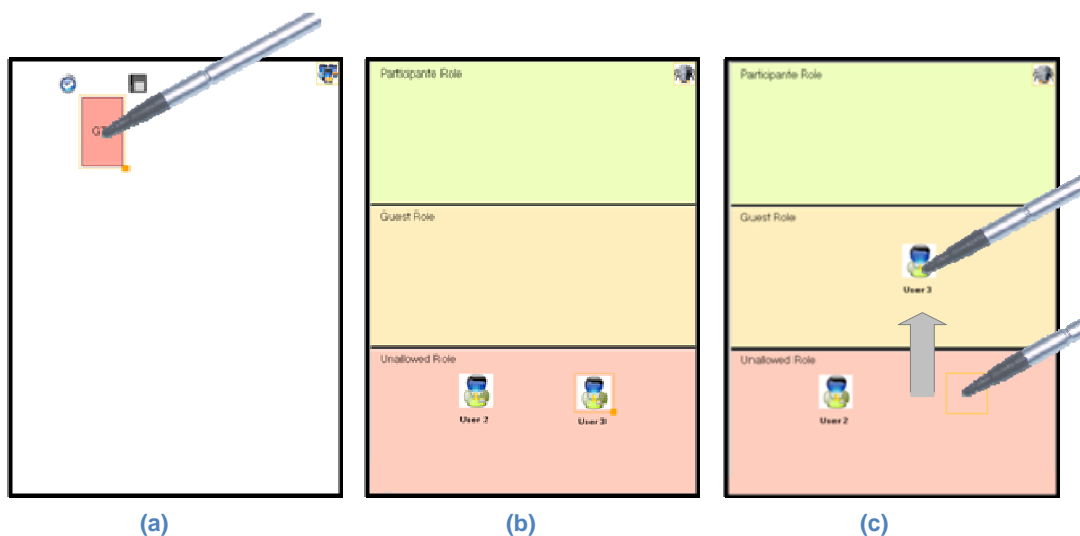 Participante Role
Guest Role
Unallowed Role
User 2
User 3
Participante Role
Guest Role
User 3
Unallowed Role
User 2
(a)
(b)
(c)